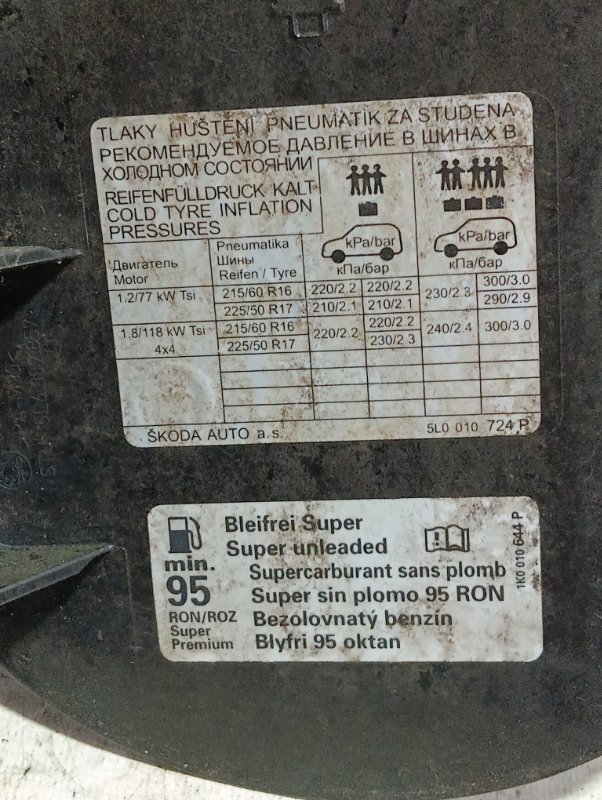 TLAKY HUŠTĚNÍ PNEUMATIK ZA STUDENA
РЕКОМЕНДУЕМОЕ ДАВЛЕНИЕ В ШИНАХ В
ХОЛОДНОМ СОСТОЯНИИ
REIFENFÜLLDRUCK KALT
COLD TYRE INFLATION
PRESSURES
kPa/bar kPa/bar
кПа/бар кПа/бар
Двигатель
Motor
Pneumatika
Шины
Reifen / Tyre
1.2/77 kW Tsi 215/60 R16 220/2.2 220/2.2 230/2.3 300/3.0
225/50 R17 210/2.1 210/2.1 290/2.9
1.8/118 kW Tsi 215/60 R16 220/2.2 220/2.2 240/2.4 300/3.0
4x4 225/50 R17 230/2.3
ŠKODA AUTO a.s. 5L0 010 724 P
min.
95
RON/ROZ
Super
Premium
Bleifrei Super
Super unleaded
Supercarburant sans plomb
Super sin plomo 95 RON
Bezolovnatý benzín
Blyfri 95 oktan
1K0 010 644 P